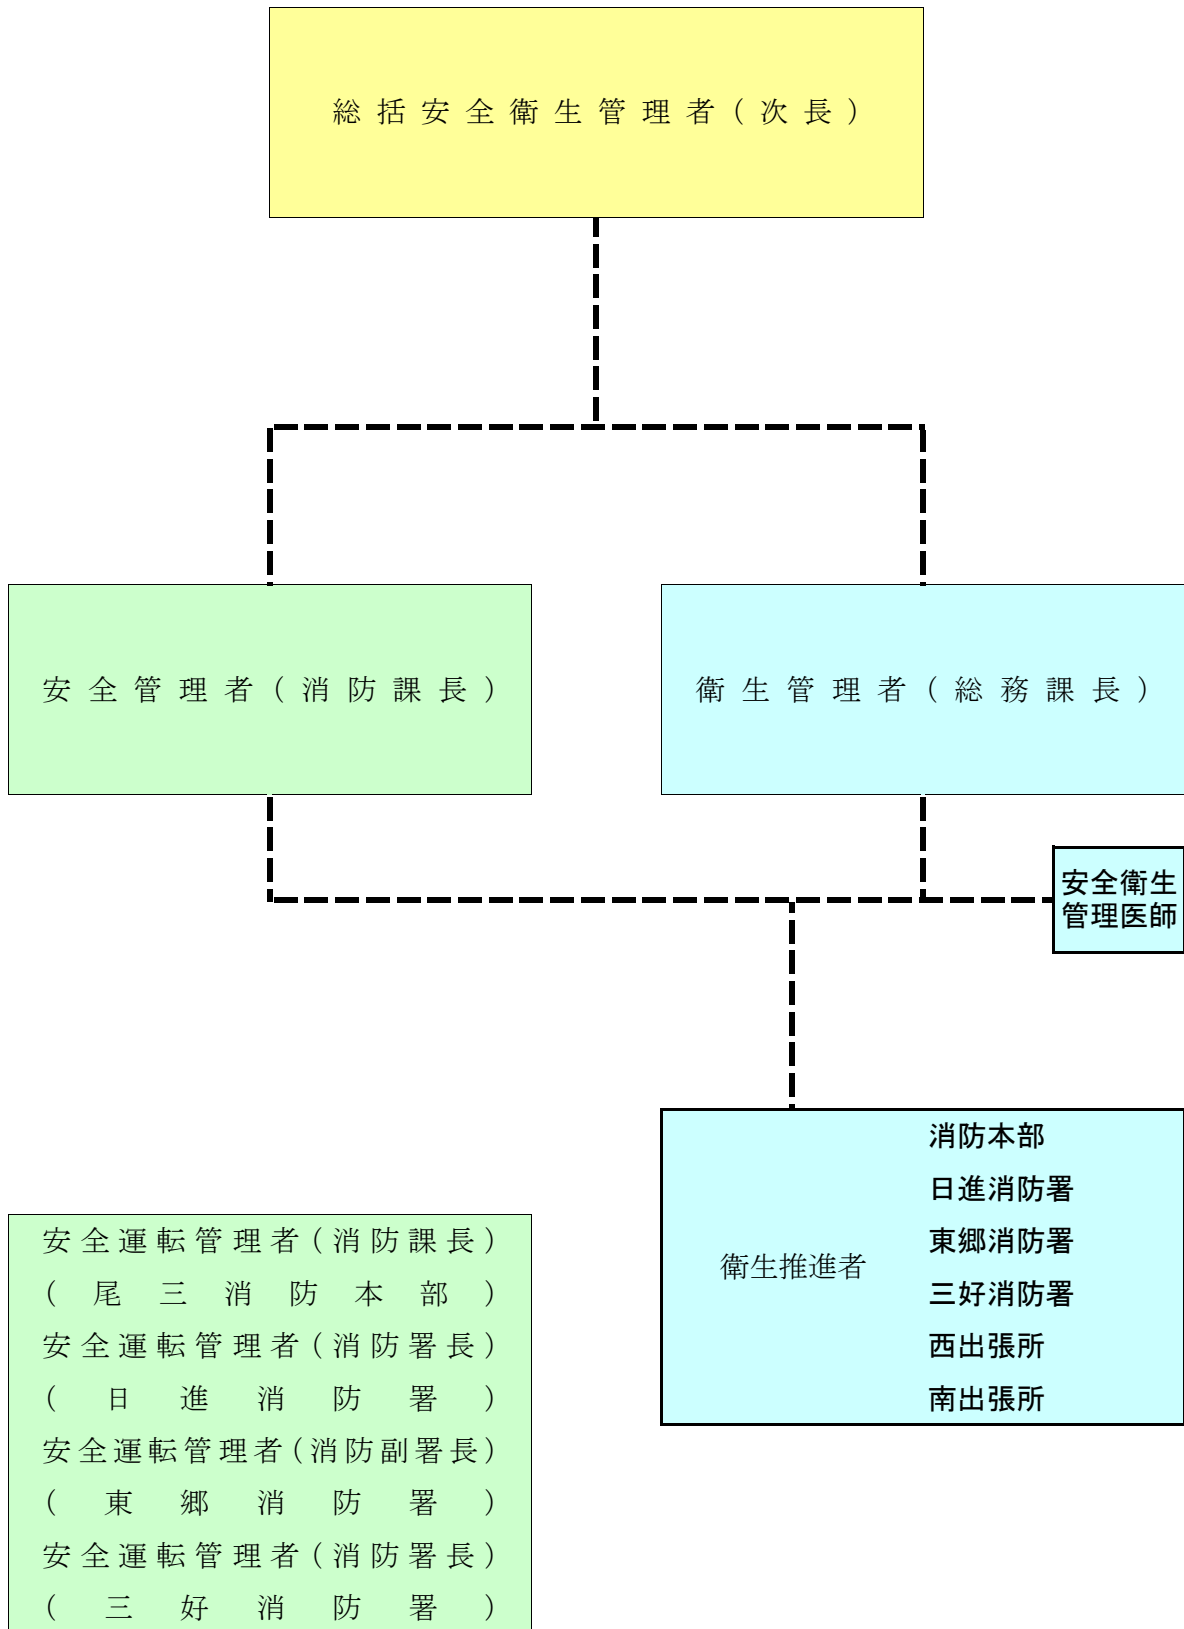 総括安全衛生管理者(次長)
安全管理者(消防課長)
衛生管理者(総務課長)
安全衛生
管理医師
衛生推進者
消防本部
日進消防署
東郷消防署
三好消防署
西出張所
南出張所
安全運転管理者(消防課長)
(尾三消防本部)
安全運転管理者(消防署長)
(日進消防署)
安全運転管理者(消防副署長)
(東郷消防署)
安全運転管理者(消防署長)
(三好消防署)